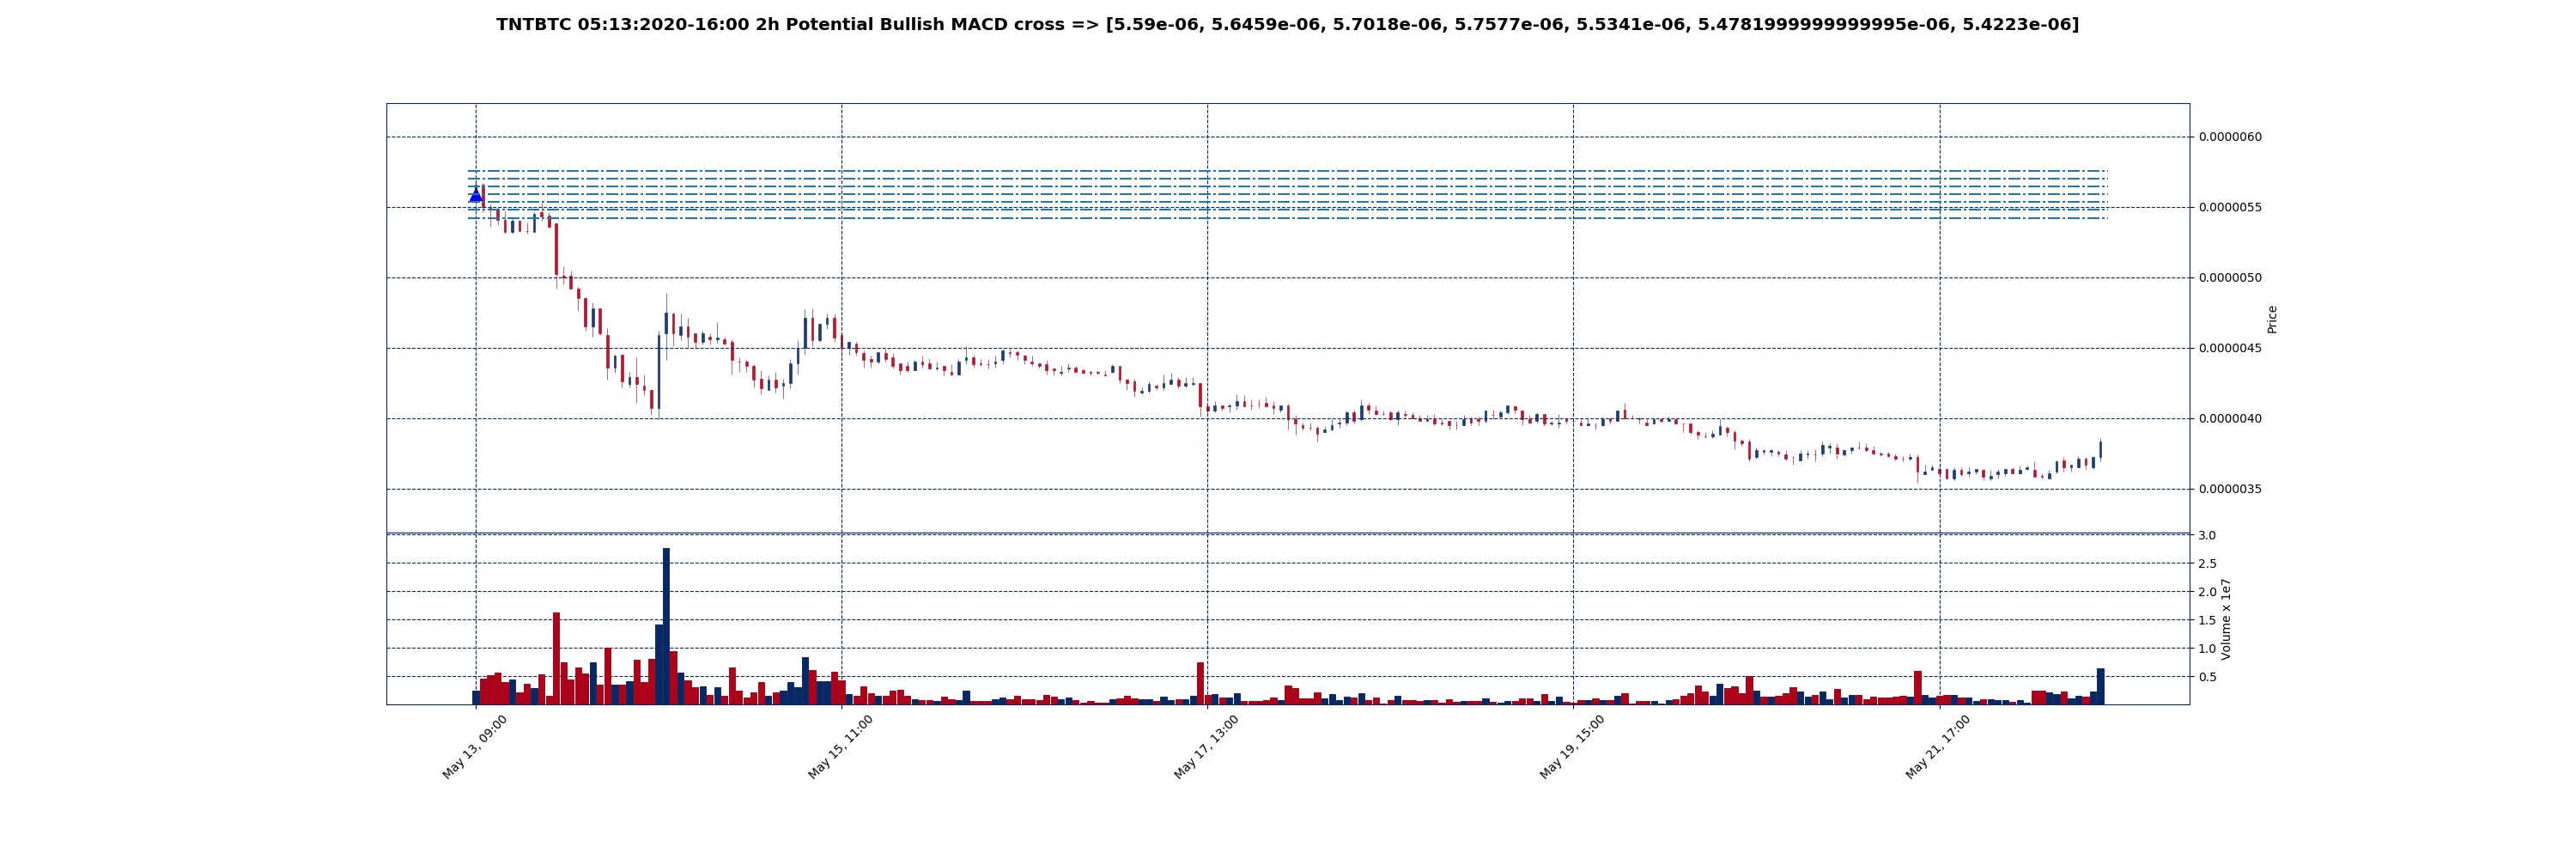 TNTBTC 05:13:2020-16:00 2h Potential Bullish MACD cross => [5.59e-06, 5.6459e-06, 5.7018e-06, 5.7577e-06, 5.5341e-06, 5.4781999999999995e-06, 5.4223e-06]
0.0000060
0.0000055
0.0000050
0.0000045
0.0000040
0.0000035
Price
3.0
2.5
2.0
1.5
1.0
0.5
Volume x 1e7
May 13, 09:00
May 15, 11:00
May 17, 13:00
May 19, 15:00
May 21, 17:00